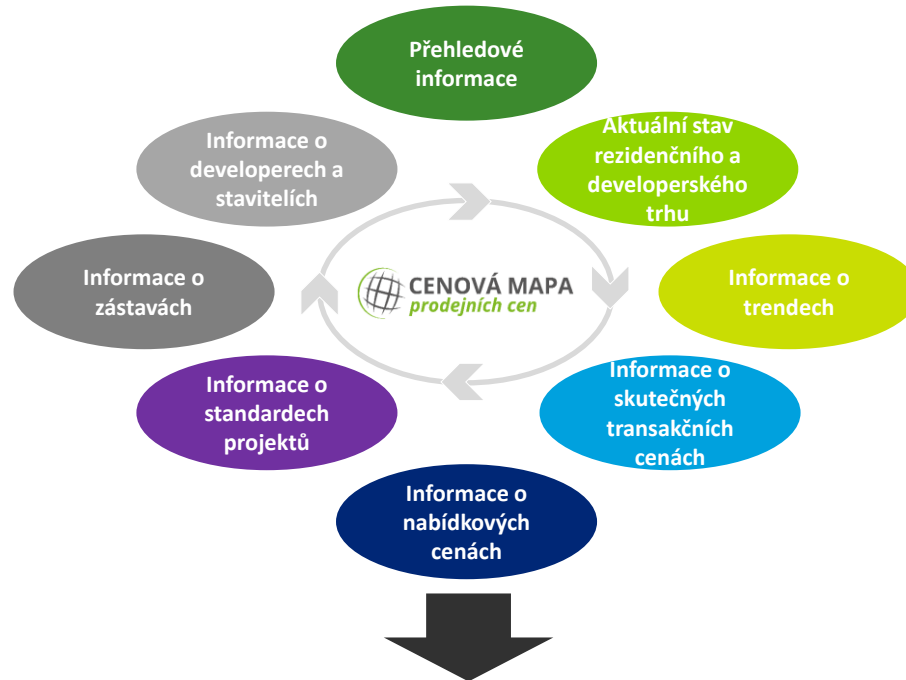 Přehledové
informace
Informace o
developerech a
stavitelích
Aktuální stav
rezidenčního a
developerského
trhu
Informace o
zástavách
CENOVÁ MAPA
prodejních cen
Informace o
trendech
Informace o
standardech
projektů
Informace o
skutečných
transakčních
cenách
Informace o
nabídkových
cenách